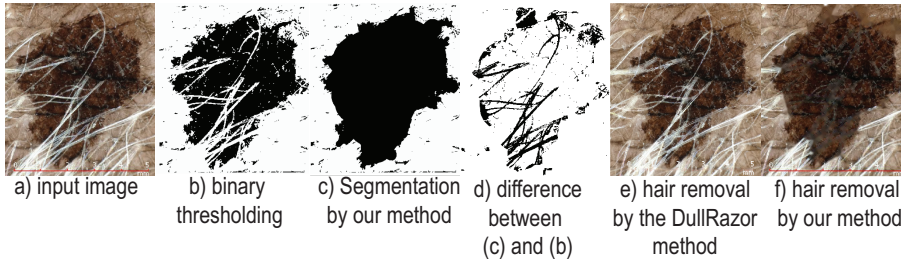 a) input image
b) binary
thresholding
c) Segmentation
by our method
d) difference
between
(c) and (b)
e) hair removal
by the DullRazor
method
f) hair removal
by our method